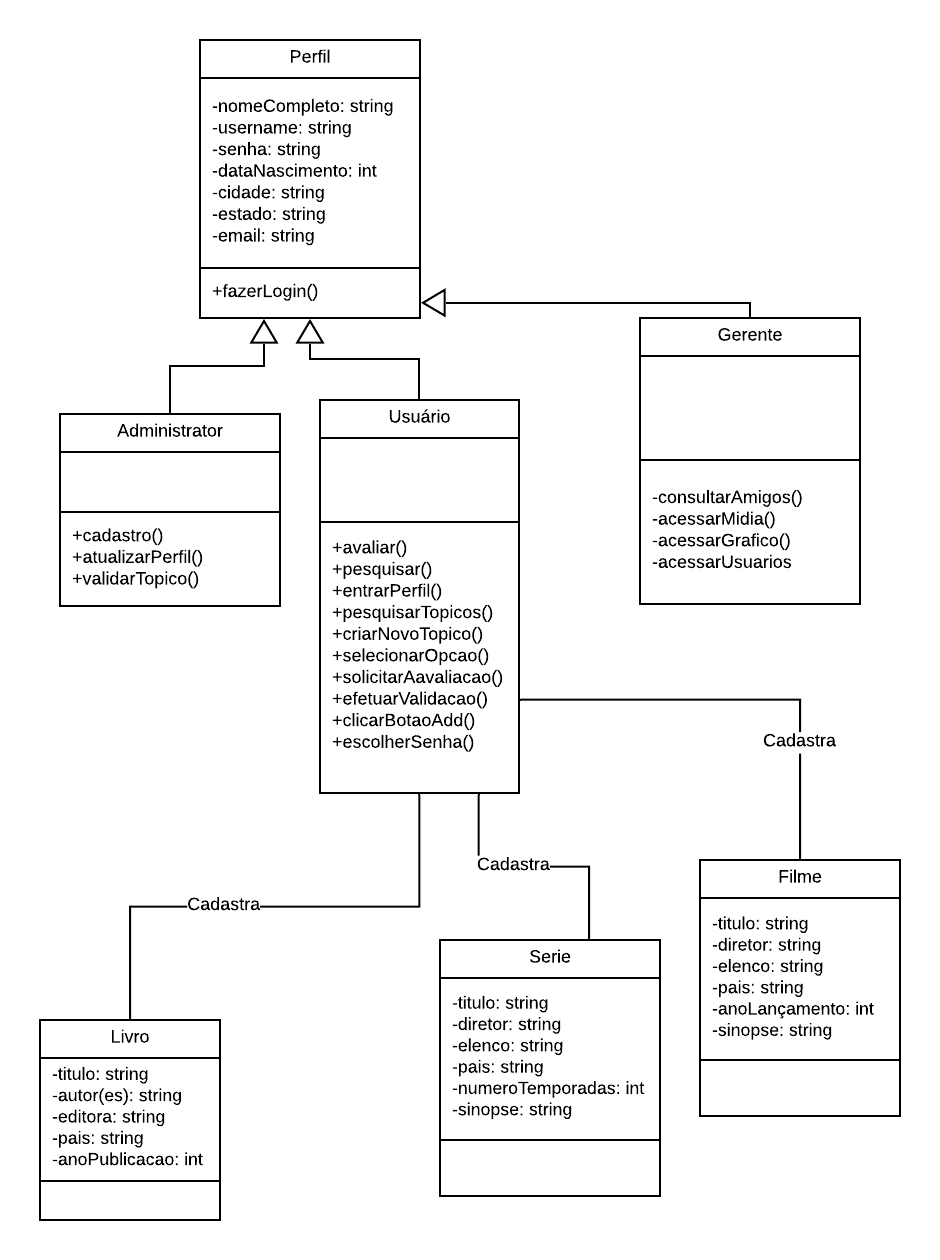 Perfil
-nomeCompleto: string
-username: string
-senha: string
-dataNascimento: int
-cidade: string
-estado: string
-email: string
+fazerLogin()
Gerente
-consultarAmigos()
-acessarMidia()
-acessarGrafico()
-acessarUsuarios
Administrator
+cadastro()
+atualizarPerfil()
+validarTopico()
Usuário
+avaliar()
+pesquisar()
+entrarPerfil()
+pesquisarTopicos()
+criarNovoTopico()
+selecionarOpcao()
+solicitarAavaliacao()
+efetuarValidacao()
+clicarBotaoAdd()
+escolherSenha()
Cadastra
Cadastra
Cadastra
Filme
-titulo: string
-diretor: string
-elenco: string
-pais: string
-anoLançamento: int
-sinopse: string
Serie
-titulo: string
-diretor: string
-elenco: string
-pais: string
-numeroTemporadas: int
-sinopse: string
Livro
-titulo: string
-autor(es): string
-editora: string
-pais: string
-anoPublicacao: int